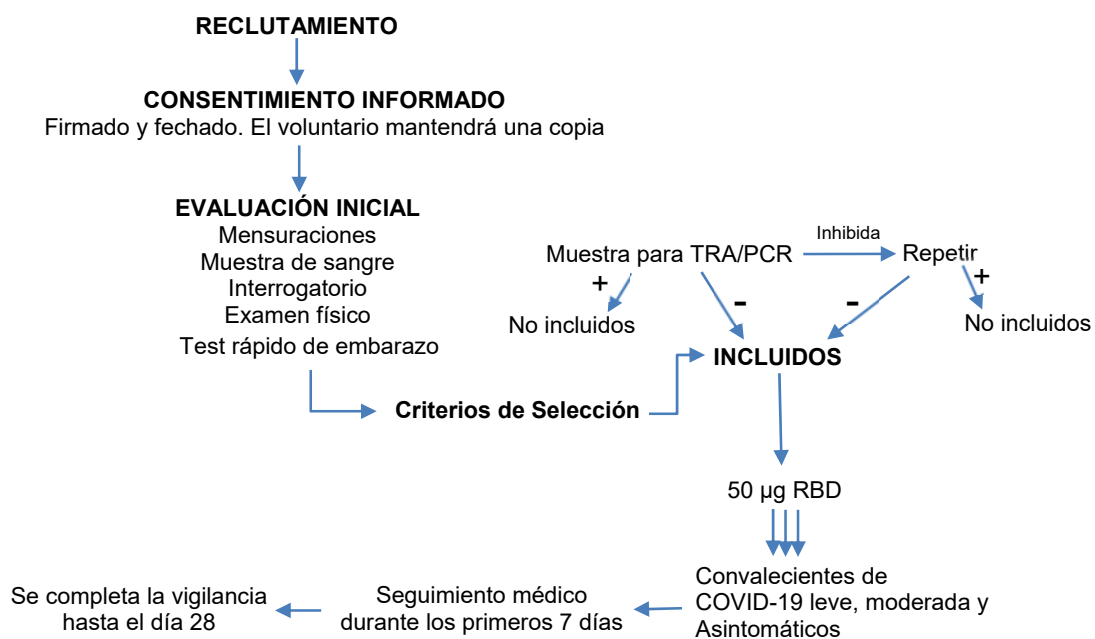 RECLUTAMIENTO
CONSENTIMIENTO INFORMADO
Firmado y fechado. El voluntario mantendrá una copia
EVALUACIÓN INICIAL
Mensuraciones
Muestra de sangre
Interrogatorio
Examen físico
Test rápido de embarazo
Criterios de Selección
Muestra para TRA/PCR
Inhibida
Repetir
+
-
-
+
No incluidos
No incluidos
INCLUIDOS
50 µg RBD
Convalecientes de
COVID-19 leve, moderada y
Asintomáticos
Seguimiento médico
durante los primeros 7 días
Se completa la vigilancia
hasta el día 28